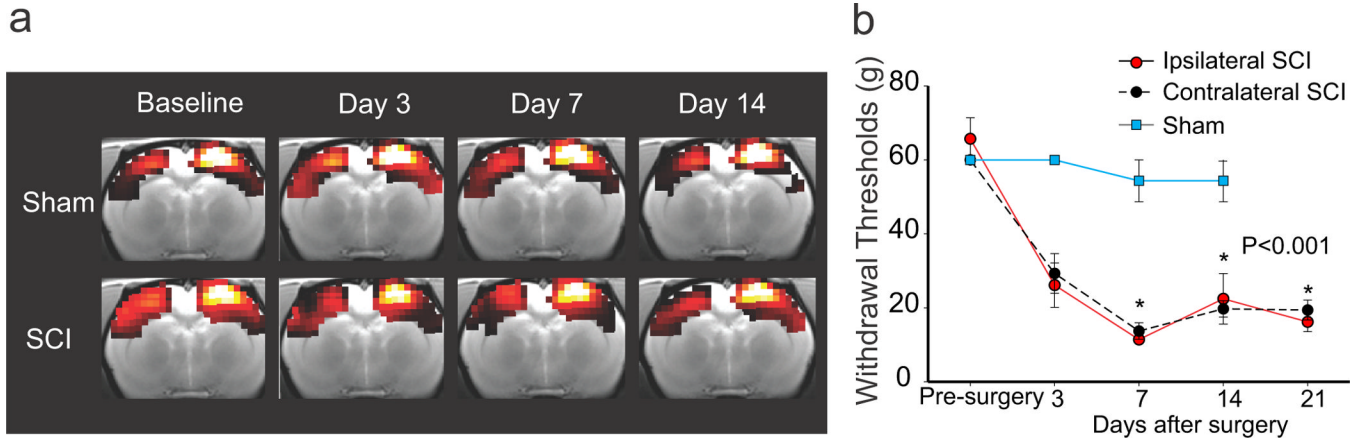 a
Baseline
Day 3
Day 7
Day 14
Sham
SCI
b
Ipsilateral SCI
Contralateral SCI
Sham
Withdrawal Thresholds (g)
80
60
40
20
0
P<0.001
*
*
*
Pre-surgery 3 7 14 21
Days after surgery